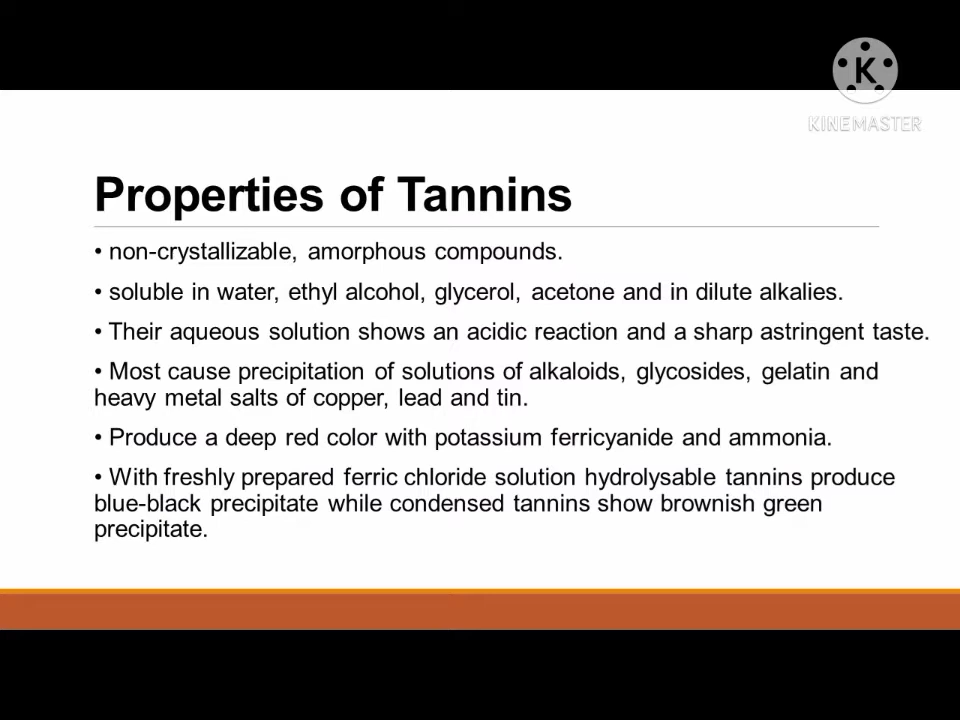 K
KINEMASTER
Properties of Tannins
• non-crystallizable, amorphous compounds.
• soluble in water, ethyl alcohol, glycerol, acetone and in dilute alkalies.
• Their aqueous solution shows an acidic reaction and a sharp astringent taste.
• Most cause precipitation of solutions of alkaloids, glycosides, gelatin and
heavy metal salts of copper, lead and tin.
• Produce a deep red color with potassium ferricyanide and ammonia.
• With freshly prepared ferric chloride solution hydrolysable tannins produce
blue-black precipitate while condensed tannins show brownish green
precipitate.